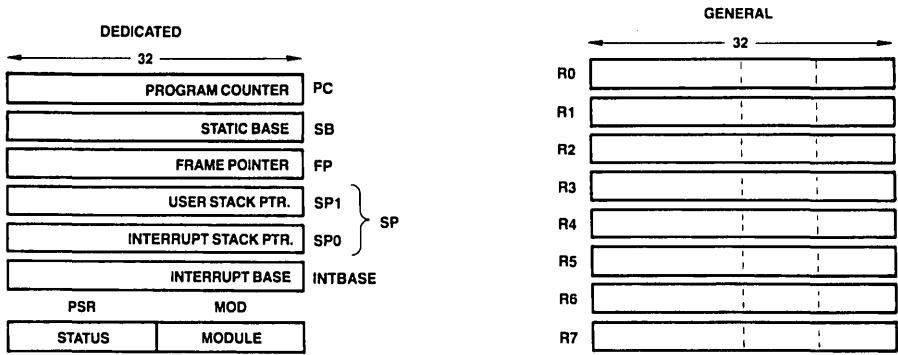 DEDICATED
32
PROGRAM COUNTER PC
STATIC BASE SB
FRAME POINTER FP
USER STACK PTR. SP1
SP
INTERRUPT STACK PTR. SP0
INTERRUPT BASE INTBASE
PSR MOD
STATUS MODULE
GENERAL
32
R0
R1
R2
R3
R4
R5
R6
R7